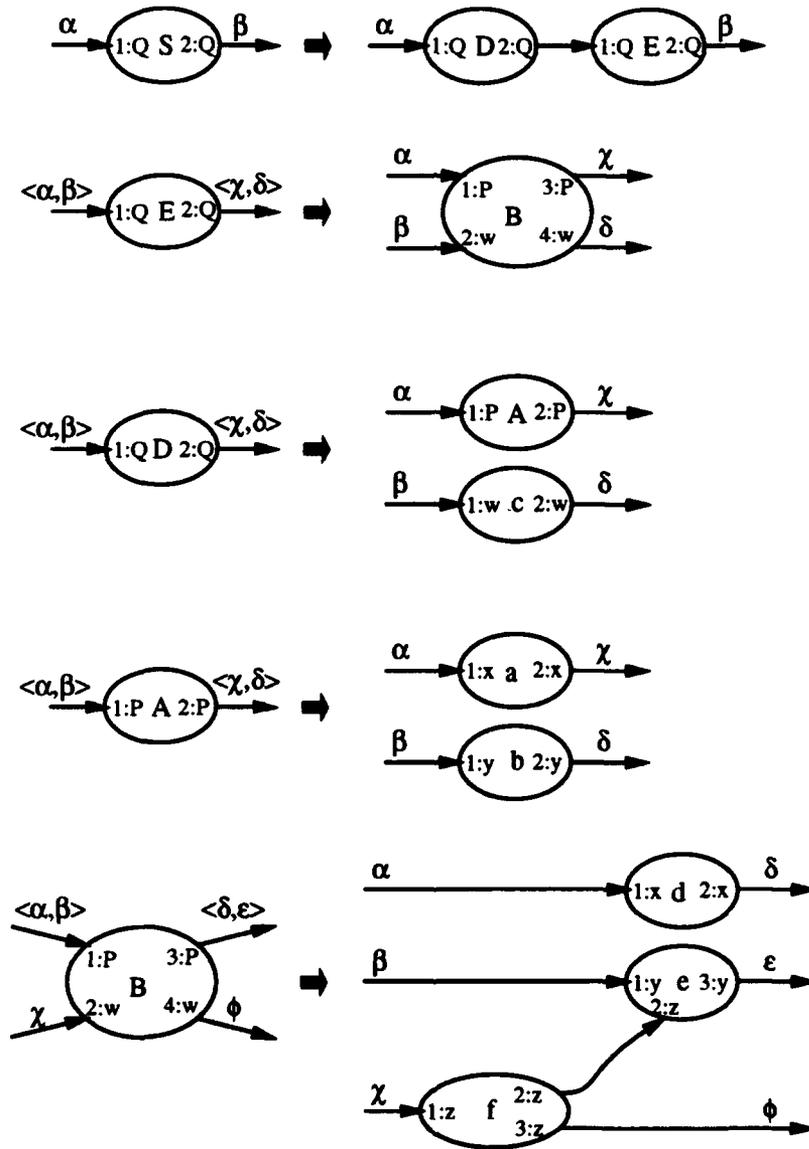 α 1:Q S 2:Q β α 1:Q D 2:Q 1:Q E 2:Q β
<α,β> 1:Q E 2:Q <χ,δ> α χ
1:P 3:P
B
β 2:w 4:w δ
<α,β> 1:Q D 2:Q <χ,δ> α 1:P A 2:P χ
β 1:w c 2:w δ
<α,β> 1:P A 2:P <χ,δ> α 1:x a 2:x χ
β 1:y b 2:y δ
α 1:x d 2:x δ
<α,β> <δ,ε>
1:P 3:P
B
χ 2:w 4:w ϕ
β 1:y e 3:y ε
2:z
χ 1:z f 2:z
3:z ϕ